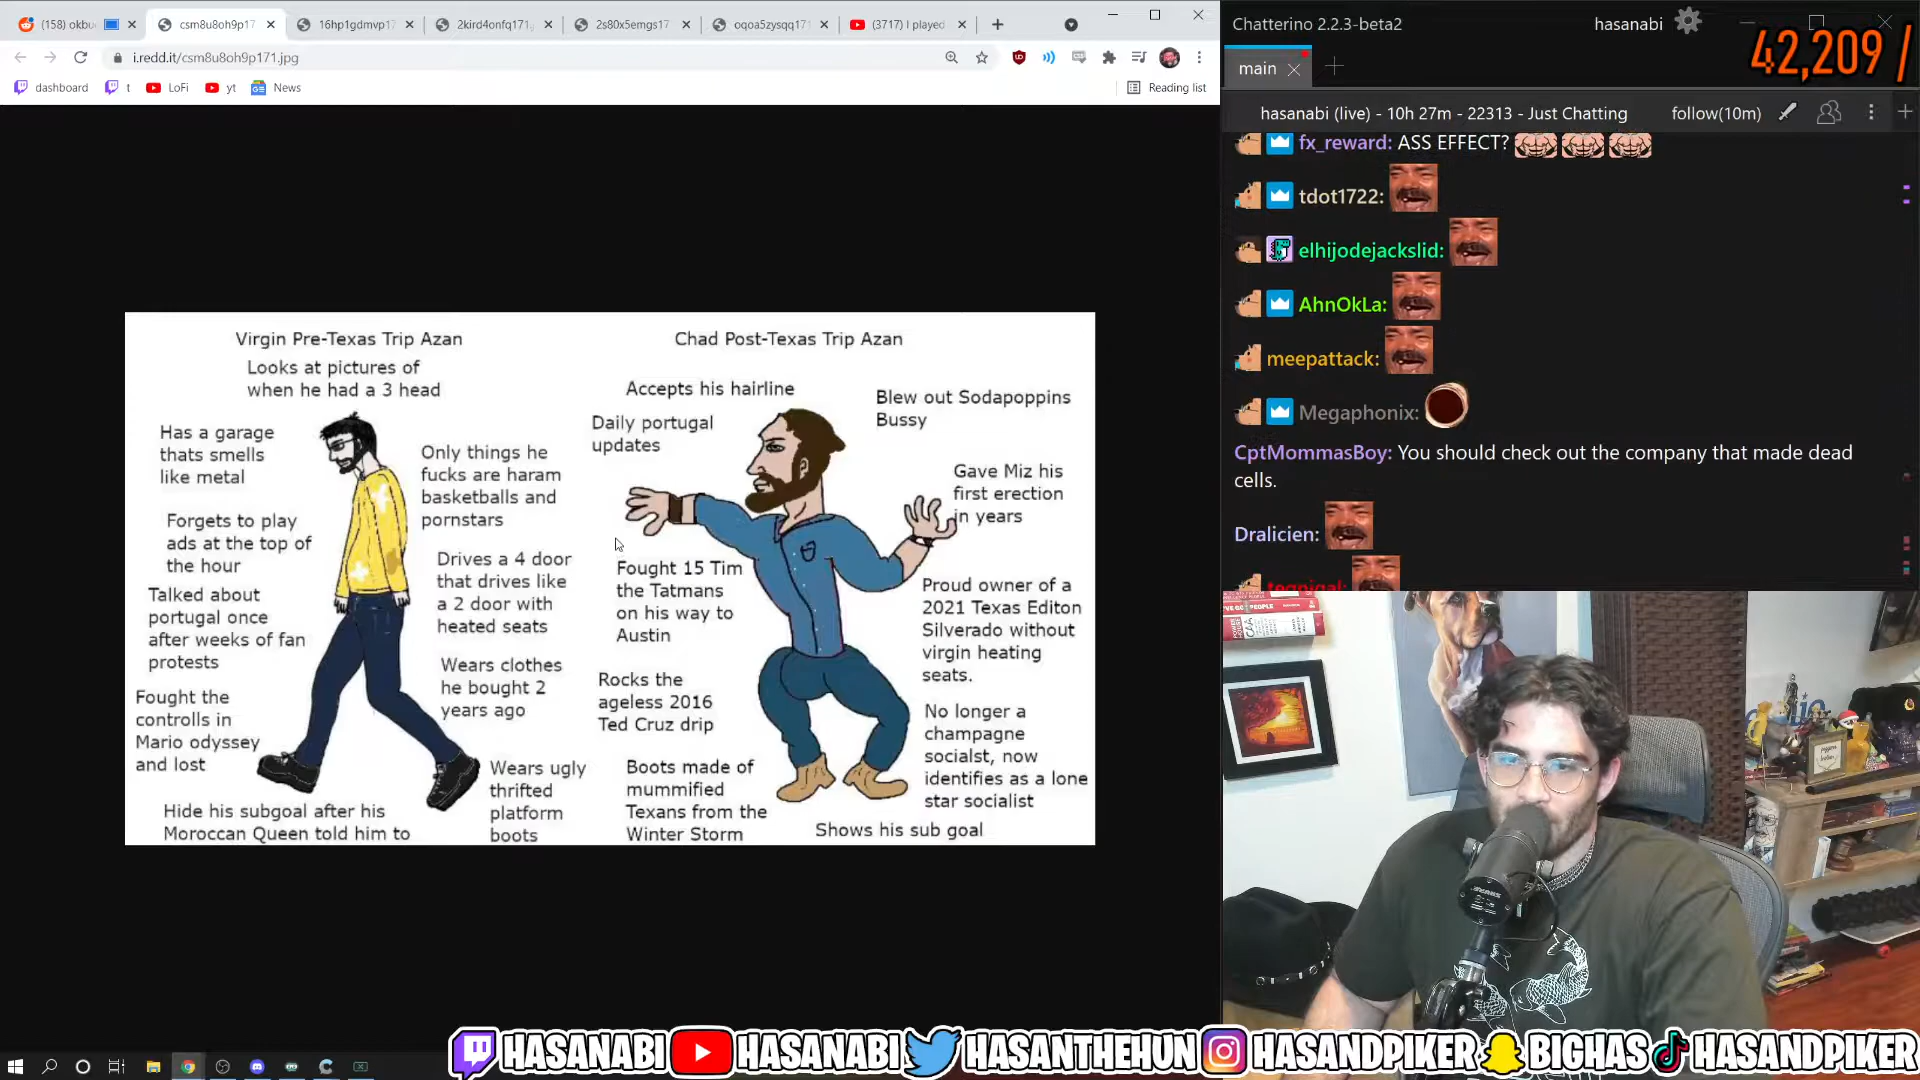 (158) okbu
csm8u8oh9p17
16hp1gdmvp17
2kird4onfq171.
2s80x5emgs17
oqoa5zysqq171
(3717) I played
i.redd.it/csm8u8oh9p171.jpg
dashboard
t
LoFi
yt
News
Reading list
Virgin Pre-Texas Trip Azan
Looks at pictures of
when he had a 3 head
Has a garage
thats smells
like metal
Only things he
fucks are haram
basketballs and
pornstars
Forgets to play
ads at the top of
the hour
Drives a 4 door
that drives like
a 2 door with
heated seats
Talked about
portugal once
after weeks of fan
protests
Wears clothes
he bought 2
years ago
Fought the
controlls in
Mario odyssey
and lost
Wears ugly
thrifted
platform
boots
Hide his subgoal after his
Moroccan Queen told him to
Chad Post-Texas Trip Azan
Accepts his hairline
Blew out Sodapoppins
Bussy
Daily portugal
updates
Gave Miz his
first erection
in years
Fought 15 Tim
the Tatmans
on his way to
Austin
Proud owner of a
2021 Texas Editon
Silverado without
virgin heating
seats.
Rocks the
ageless 2016
Ted Cruz drip
No longer a
champagne
socialst, now
identifies as a lone
star socialist
Boots made of
mummified
Texans from the
Winter Storm
Shows his sub goal
Chatterino 2.2.3-beta2
hasanabi
42,209 /
main
hasanabi (live) - 10h 27m - 22313 - Just Chatting
follow(10m)
fx_reward: ASS EFFECT?
tdot1722:
elhijodejackslid:
AhnOkLa:
meepattack:
Megaphonix:
CptMommasBoy: You should check out the company that made dead
cells.
Dralicien:
HASANABI
HASANABI
HASANTHEHUN
HASANDPIKER
BIGHAS
HASANDPIKER